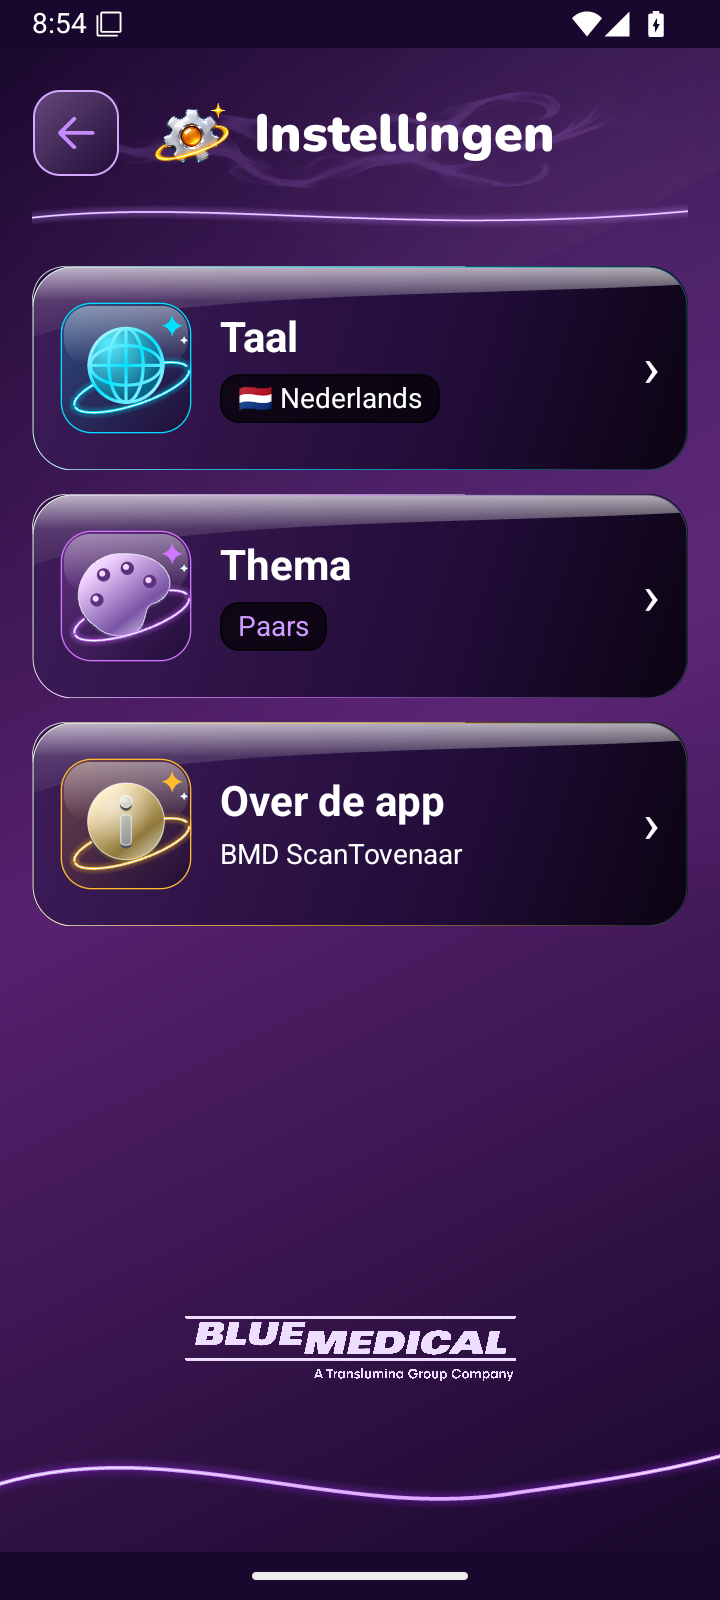 8:54
Instellingen
Taal
🇳🇱 Nederlands
Thema
Paars
Over de app
BMD ScanTovenaar
BLUEMEDICAL
A Translumina Group Company